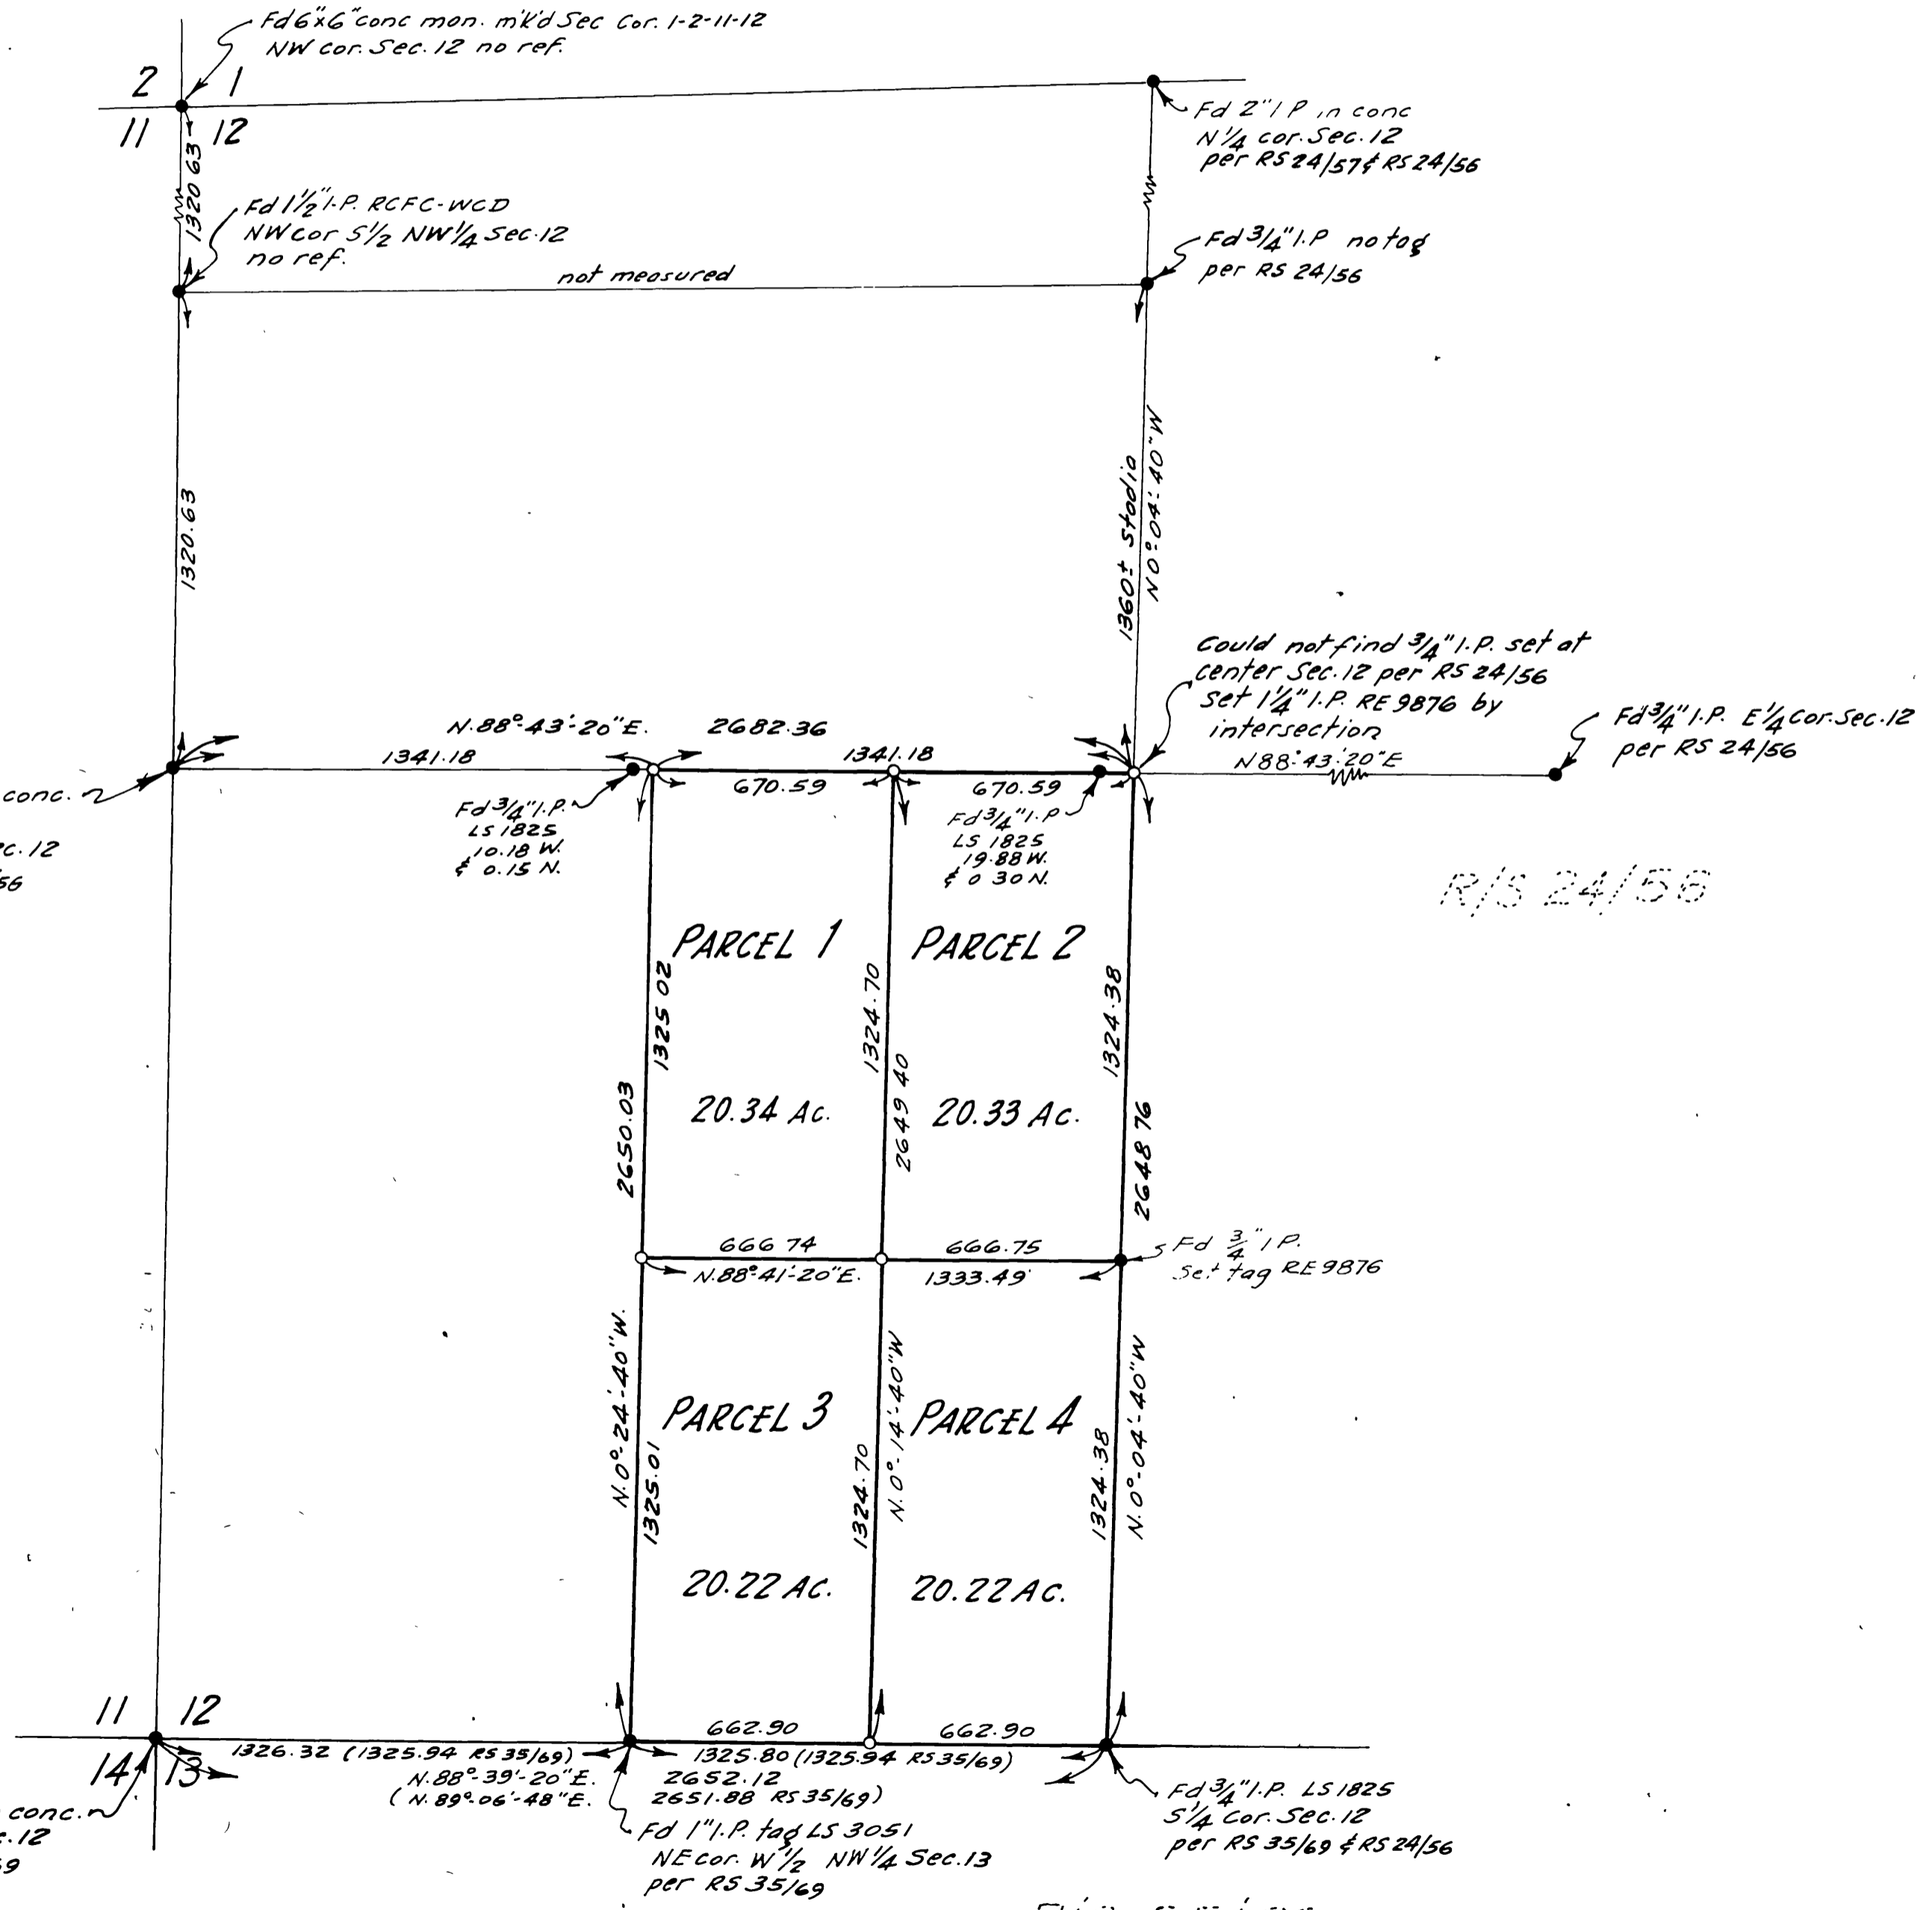 Fd 6"x6" conc mon. m'k'd Sec Cor. 1-2-11-12
NW cor. Sec. 12 no ref.
2 1
11 12
1320 63
Fd 2" I P in conc
N 1/4 cor. Sec. 12
per RS 24/57 & RS 24/56
Fd 1 1/2" I.P. RCFC-WCD
NW cor S 1/2 NW 1/4 Sec. 12
no ref.
not measured
Fd 3/4" I.P no tag
per RS 24/56
1320.63
1360± Stadia
N 0°-04'-40" W
Could not find 3/4" I.P. set at
center Sec. 12 per RS 24/56
set 1 1/4" I.P. RE 9876 by
intersection
N 88°-43'-20" E
Fd 3/4" I.P. E 1/4 Cor. Sec. 12
per RS 24/56
N. 88°-43'-20" E. 2682.36
1341.18 1341.18
670.59 670.59
conc.
c. 12
56
Fd 3/4" I.P.
LS 1825
10.18 W.
& 0.15 N.
Fd 3/4" I.P
LS 1825
19.88 W.
& 0 30 N.
R/S 24/56
PARCEL 1
PARCEL 2
1325 02
1324.70
1324.38
2650.03
2649 40
2648 76
20.34 Ac.
20.33 Ac.
666 74 666.75
N. 88°-41'-20" E. 1333.49
Fd 3/4" I P.
Set tag RE 9876
N. 0°-24'-40" W.
N. 0°-14'-40" W
N. 0°-04'-40" W
PARCEL 3
PARCEL 4
1325.01
1324.70
1324.38
20.22 Ac.
20.22 Ac.
11 12
14 13
662.90 662.90
1326.32 (1325.94 RS 35/69) 1325.80 (1325.94 RS 35/69)
N. 88°-39'-20" E. 2652.12
(N. 89°-06'-48" E. 2651.88 RS 35/69)
conc.
.12
9
Fd 1" I.P. tag LS 3051
NE cor. W 1/2 NW 1/4 Sec. 13
per RS 35/69
Fd 3/4" I.P. LS 1825
S 1/4 Cor. Sec. 12
per RS 35/69 & RS 24/56